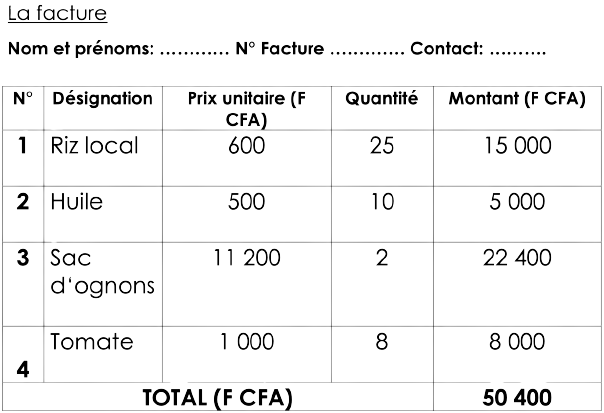 La facture
Nom et prénoms: ………… N° Facture …………. Contact: ……….
N° Désignation Prix unitaire (F CFA) Quantité Montant (F CFA)
1 Riz local 600 25 15 000
2 Huile 500 10 5 000
3 Sac d'ognons 11 200 2 22 400
4 Tomate 1 000 8 8 000
TOTAL (F CFA) 50 400